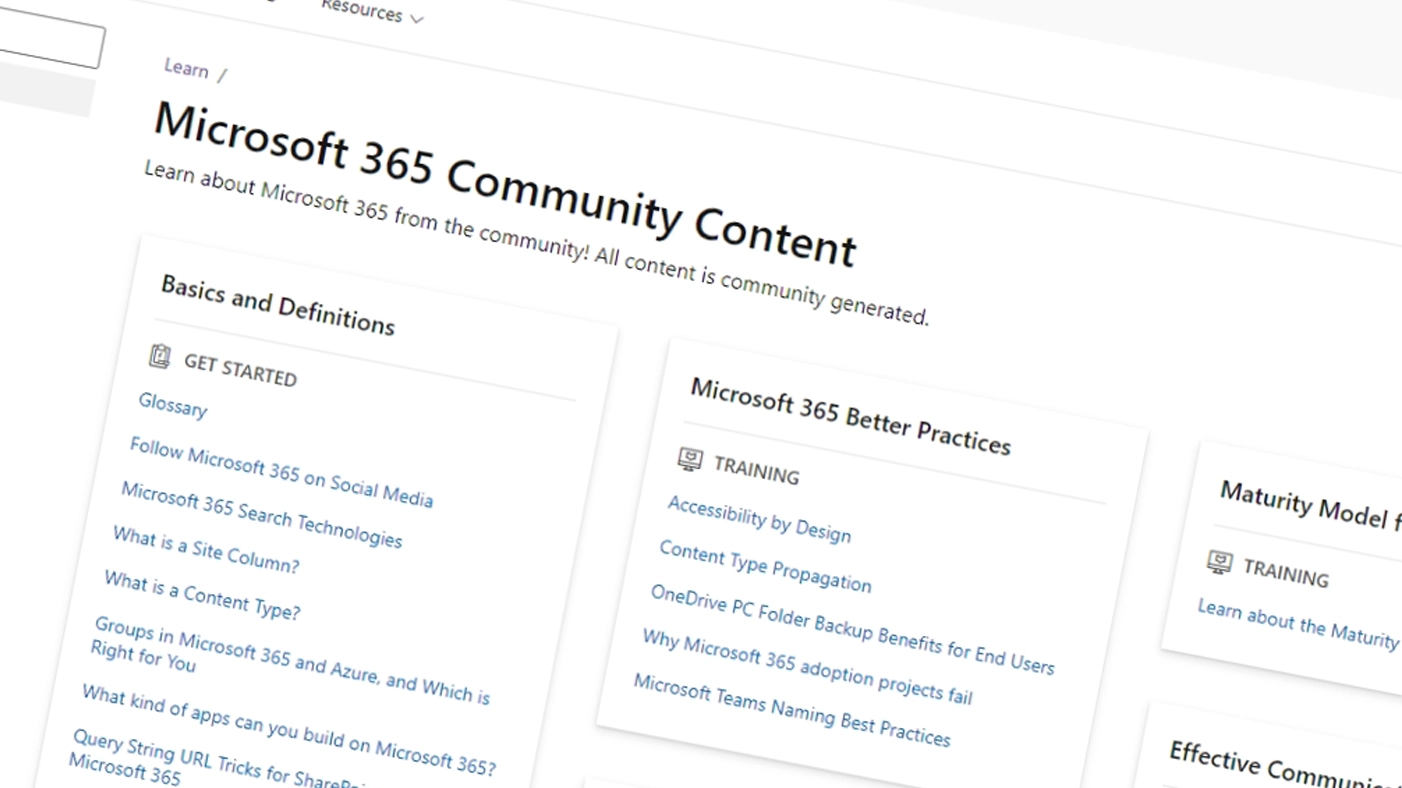 Resources
Learn /
Microsoft 365 Community Content
Learn about Microsoft 365 from the community! All content is community generated.
Basics and Definitions
GET STARTED
Glossary
Follow Microsoft 365 on Social Media
Microsoft 365 Search Technologies
What is a Site Column?
What is a Content Type?
Groups in Microsoft 365 and Azure, and Which is
Right for You
What kind of apps can you build on Microsoft 365?
Query String URL Tricks for
Microsoft 365
Microsoft 365 Better Practices
TRAINING
Accessibility by Design
Content Type Propagation
OneDrive PC Folder Backup Benefits for End Users
Why Microsoft 365 adoption projects fail
Microsoft Teams Naming Best Practices
Maturity Model f
TRAINING
Learn about the Maturity
Effective